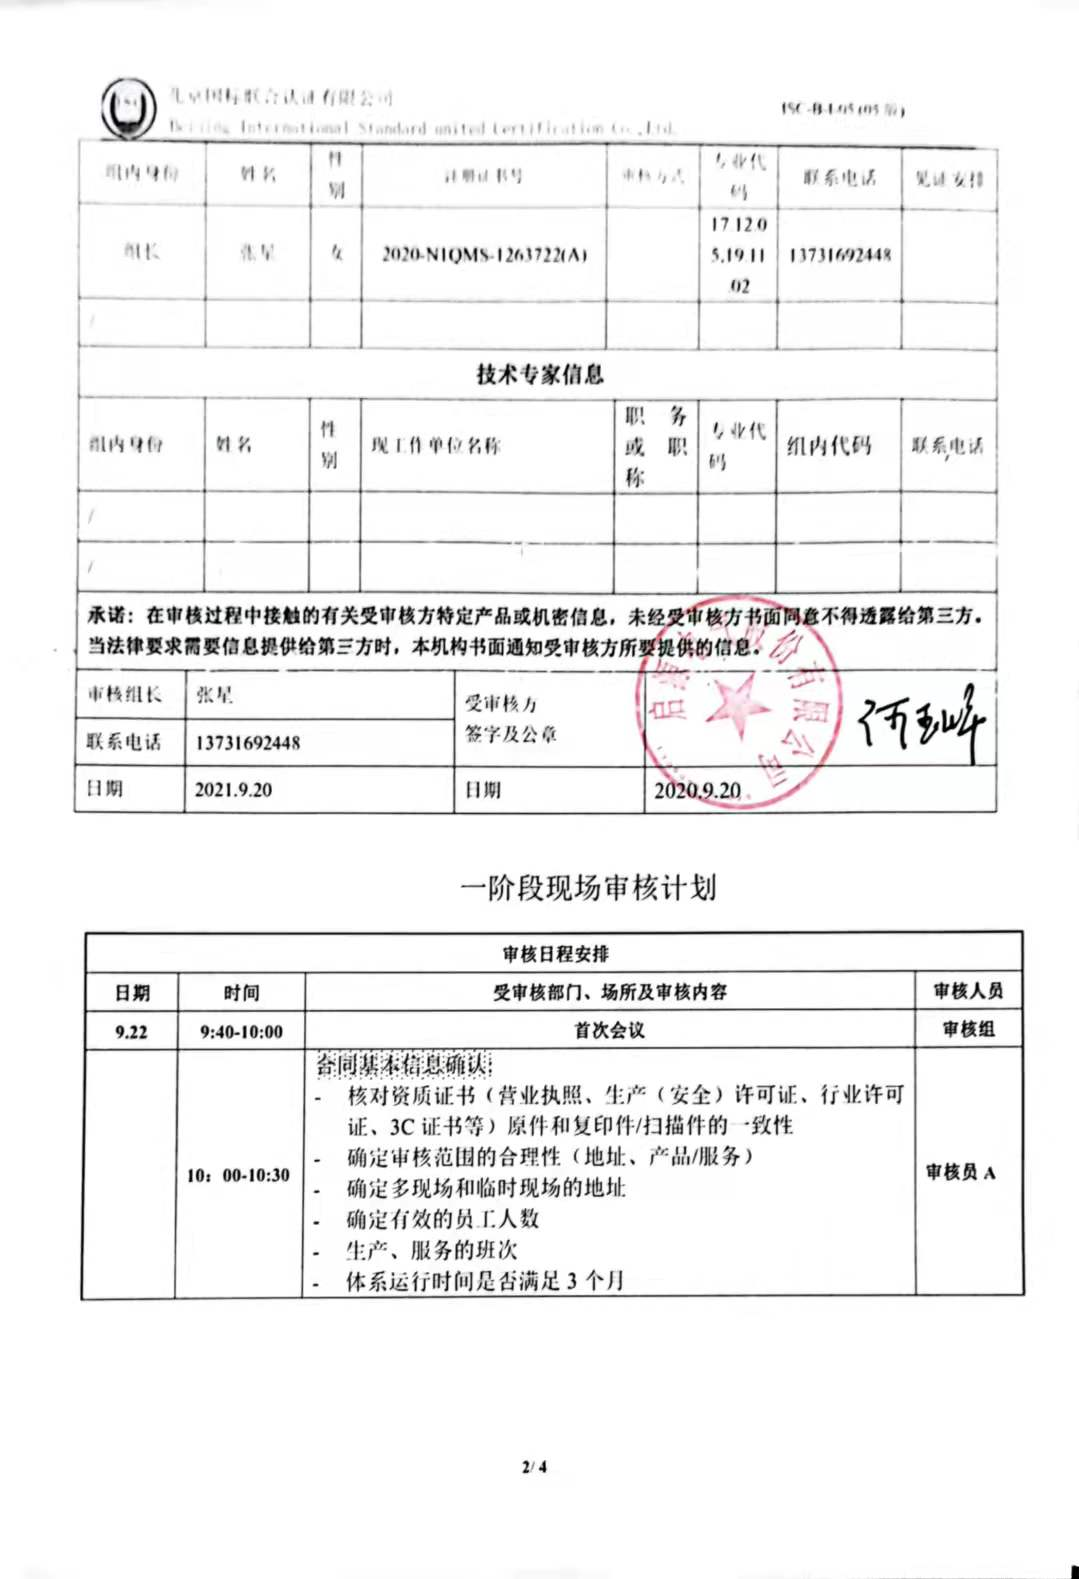 北京国标联合认证有限公司
ISC-B-I-05(05版)
Beijing International Standard united Certification Co.,Ltd.
组内身份 姓名 性别 注册证书号 审核方式 专业代码 联系电话 见证安排
组长 张星 女 2020-N1QMS-1263722(A) 17.12.05,19.11.02 13731692448
/
技术专家信息
组内身份 姓名 性别 现工作单位名称 职务或职称 专业代码 组内代码 联系电话
/
/
承诺：在审核过程中接触的有关受审核方特定产品或机密信息，未经受审核方书面同意不得透露给第三方。
当法律要求需要信息提供给第三方时，本机构书面通知受审核方所要提供的信息。
审核组长 张星 受审核方
签字及公章
联系电话 13731692448
日期 2021.9.20 日期 2020.9.20
股份有限公司
一阶段现场审核计划
审核日程安排
日期 时间 受审核部门、场所及审核内容 审核人员
9.22 9:40-10:00 首次会议 审核组
合同基本信息确认:
- 核对资质证书（营业执照、生产（安全）许可证、行业许可
证、3C 证书等）原件和复印件/扫描件的一致性
- 确定审核范围的合理性（地址、产品/服务）
10：00-10:30 审核员 A
- 确定多现场和临时现场的地址
- 确定有效的员工人数
- 生产、服务的班次
- 体系运行时间是否满足 3 个月
2/ 4